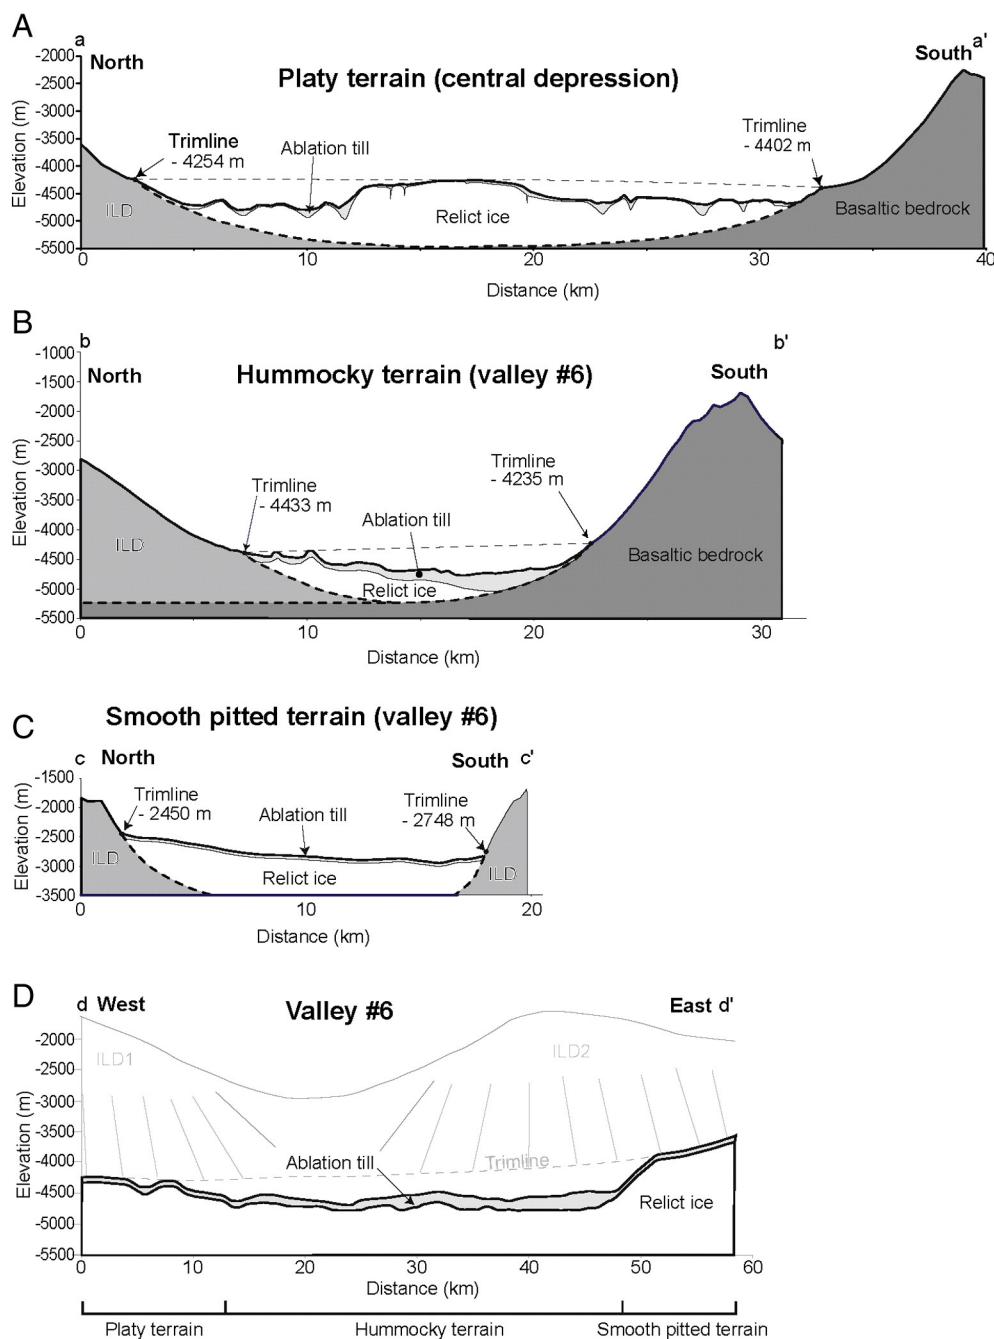 A
a
a'
North
South
Platy terrain (central depression)
-2000
-2500
-3000
-3500
-4000
-4500
-5000
-5500
Elevation (m)
Trimline
- 4254 m
Ablation till
Trimline
- 4402 m
ILD
Relict ice
Basaltic bedrock
0
10
20
30
40
Distance (km)
B
b
b'
North
South
Hummocky terrain (valley #6)
-1000
-1500
-2000
-2500
-3000
-3500
-4000
-4500
-5000
-5500
Elevation (m)
Trimline
- 4433 m
Trimline
- 4235 m
Ablation till
ILD
Relict ice
Basaltic bedrock
0
10
20
30
Distance (km)
C
Smooth pitted terrain (valley #6)
c
North
South
c'
-1500
-2000
-2500
-3000
-3500
Elevation (m)
Trimline
- 2450 m
Ablation till
Trimline
- 2748 m
ILD
Relict ice
ILD
0
10
20
Distance (km)
D
d West
Valley #6
East d'
-2000
-2500
-3000
-3500
-4000
-4500
-5000
-5500
Elevation (m)
ILD1
ILD2
Ablation till
Trimline
Relict ice
0
10
20
30
40
50
60
Distance (km)
Platy terrain
Hummocky terrain
Smooth pitted terrain